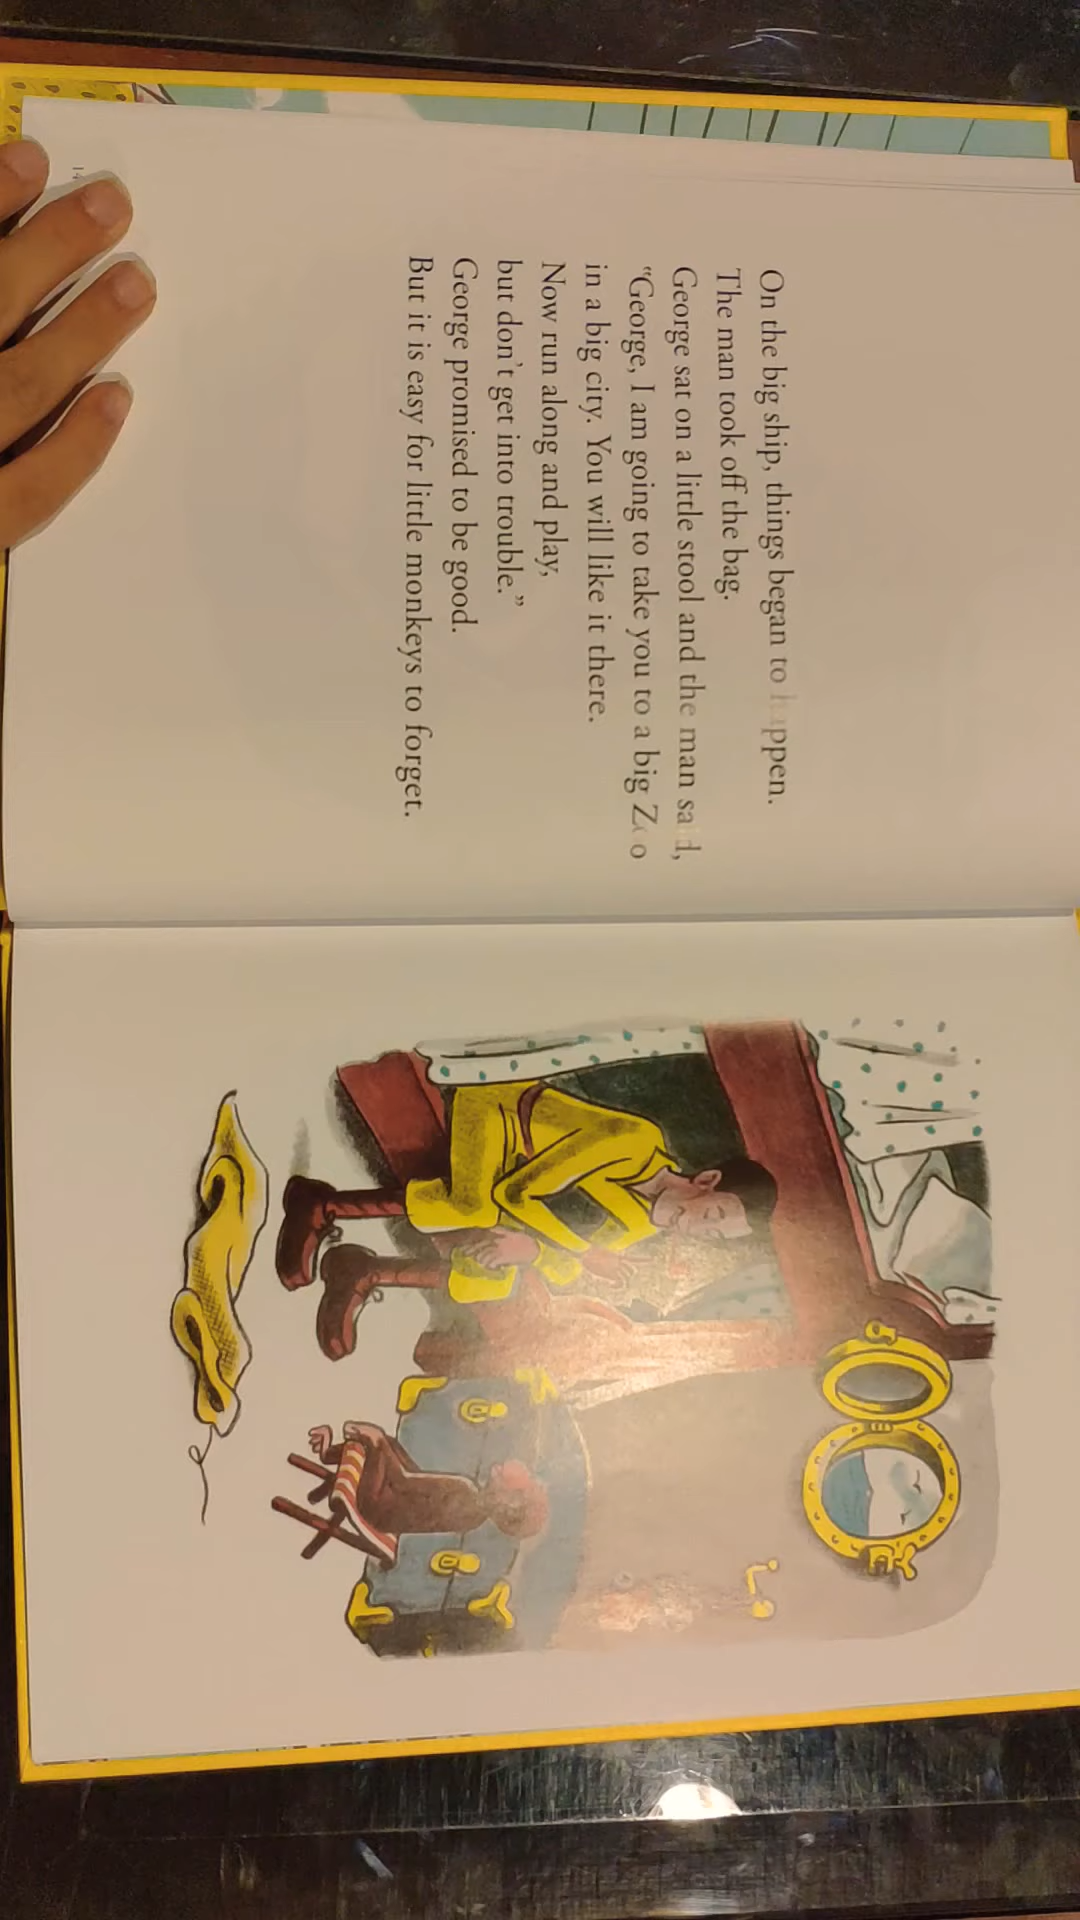 On the big ship, things began to happen.
The man took off the bag.
George sat on a little stool and the man said,
“George, I am going to take you to a big Zoo
in a big city. You will like it there.
Now run along and play,
but don’t get into trouble.”
George promised to be good.
But it is easy for little monkeys to forget.
14